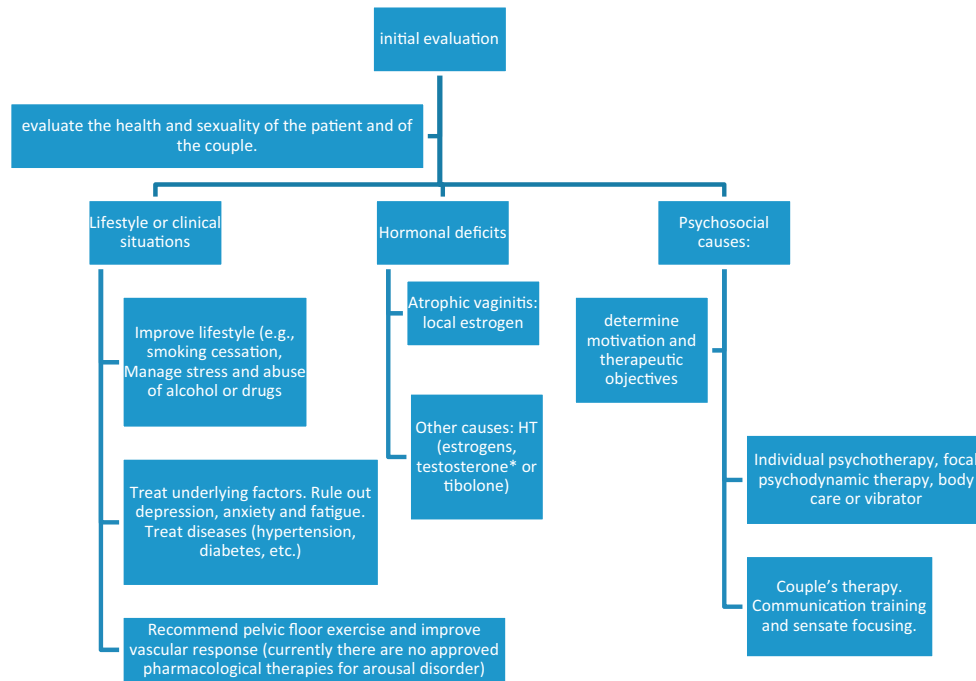 initial evaluation
evaluate the health and sexuality of the patient and of
the couple.
Lifestyle or clinical
situations
Improve lifestyle (e.g.,
smoking cessation,
Manage stress and abuse
of alcohol or drugs
Treat underlying factors. Rule out
depression, anxiety and fatigue.
Treat diseases (hypertension,
diabetes, etc.)
Recommend pelvic floor exercise and improve
vascular response (currently there are no approved
pharmacological therapies for arousal disorder)
Hormonal deficits
Atrophic vaginitis:
local estrogen
Other causes: HT
(estrogens,
testosterone* or
tibolone)
Psychosocial
causes:
determine
motivation and
therapeutic
objectives
Individual psychotherapy, focal
psychodynamic therapy, body
care or vibrator
Couple’s therapy.
Communication training
and sensate focusing.